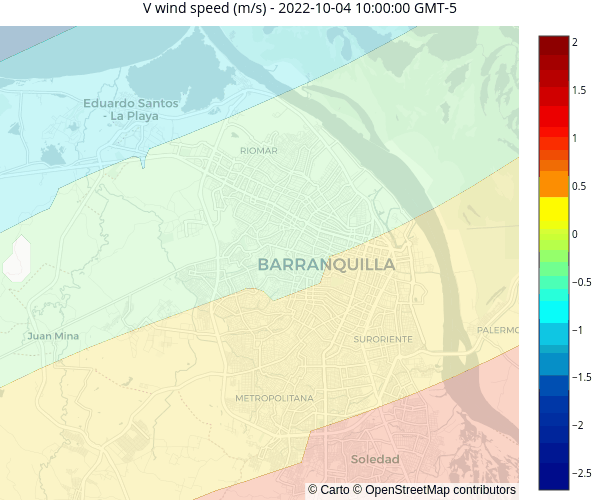 V wind speed (m/s) - 2022-10-04 10:00:00 GMT-5
2
Eduardo Santos
- La Playa
1.5
RIOMAR
1
0.5
BARRANQUILLA
0
−0.5
Juan Mina
SURORIENTE
PALERMO
−1
−1.5
METROPOLITANA
−2
Soledad
−2.5
© Carto © OpenStreetMap contributors